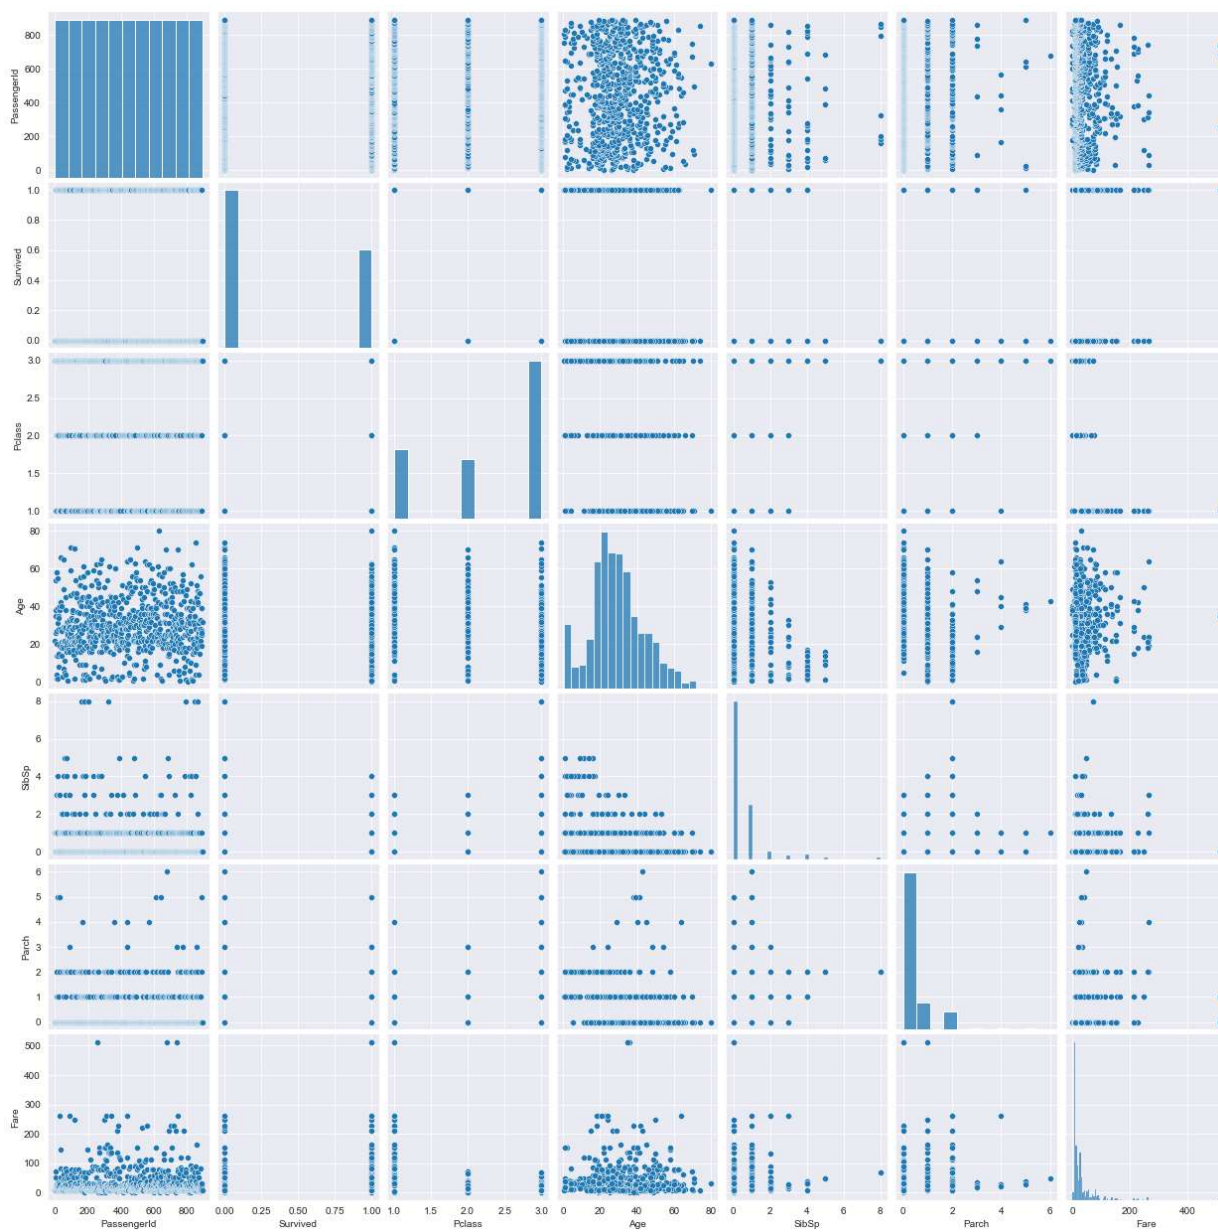 800
600
400
200
0
PassengerId
1.0
0.8
0.6
0.4
0.2
0.0
Survived
3.0
2.5
2.0
1.5
1.0
Pclass
80
60
40
20
0
Age
8
6
4
2
0
SibSp
6
5
4
3
2
1
0
Parch
500
400
300
200
100
0
Fare
0 200 400 600 800
0.00 0.25 0.50 0.75 1.00
1.0 1.5 2.0 2.5 3.0
0 20 40 60 80
0 2 4 6 8
0 2 4 6
0 200 400
PassengerId Survived Pclass Age SibSp Parch Fare